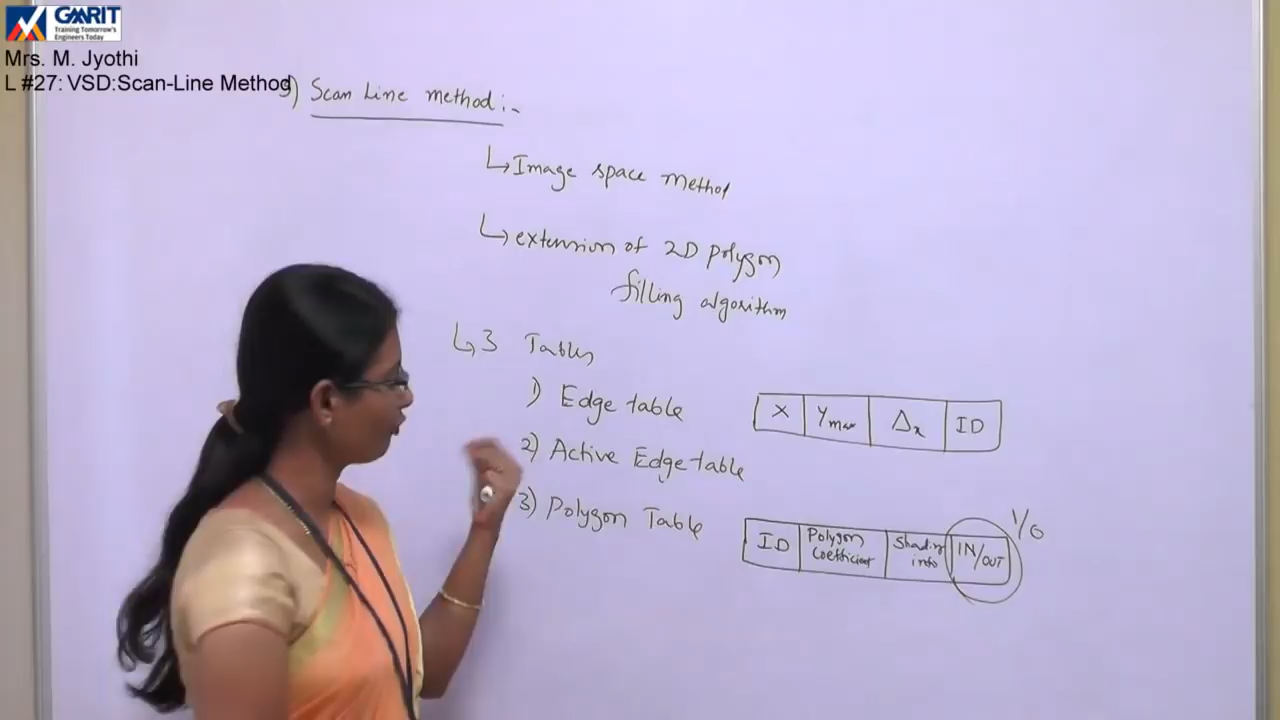 GMRIT
Training Tomorrow's
Engineers Today
Mrs. M. Jyothi
L #27: VSD:Scan-Line Method
3) Scan Line method:-
↳ Image space method
↳ extension of 2D polygon
filling algorithm
↳ 3 Tables
1) Edge table
X Ymax Δx ID
2) Active Edge table
3) Polygon Table
ID Polygon Coefficient Shading info IN/OUT
1/0